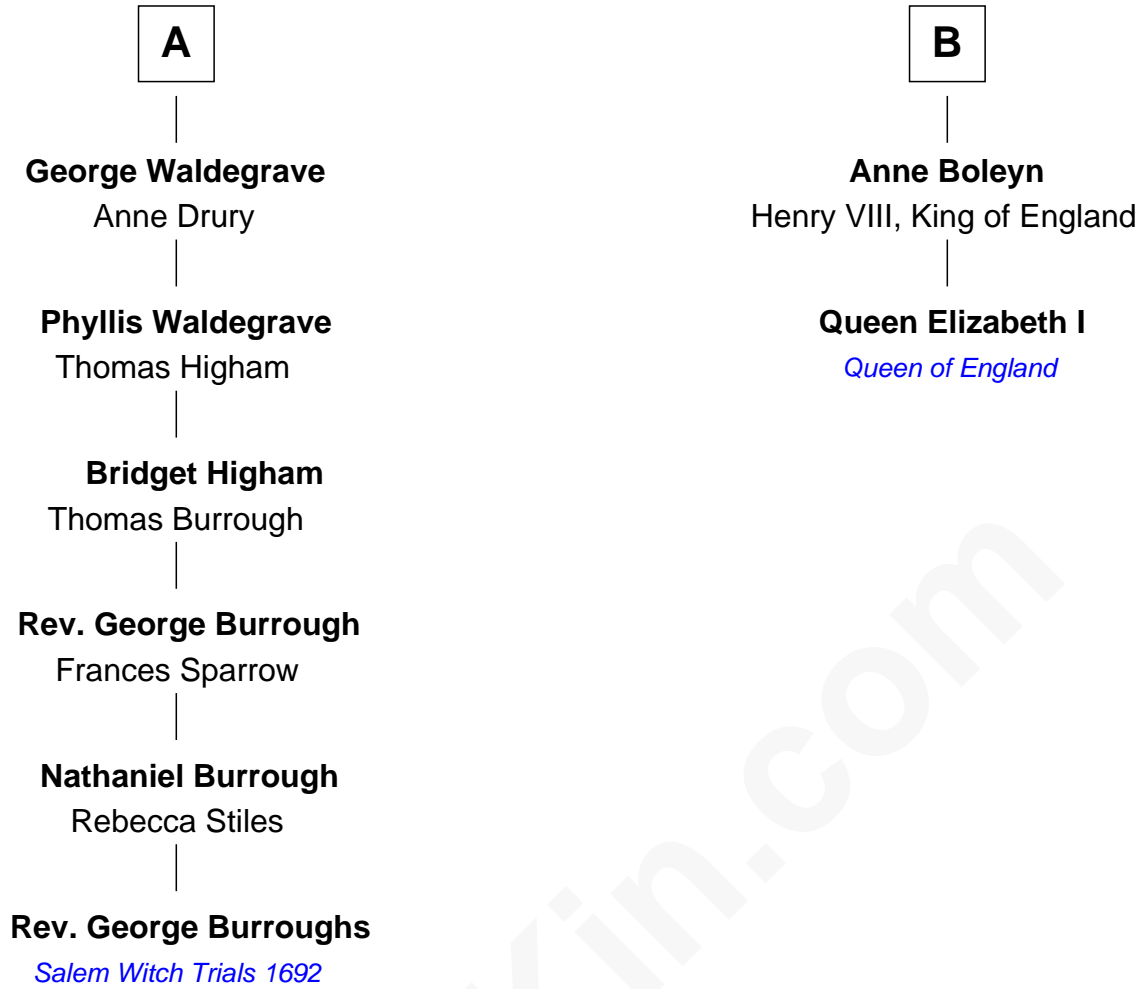 A
George Waldegrave
Anne Drury
Phyllis Waldegrave
Thomas Higham
Bridget Higham
Thomas Burrough
Rev. George Burrough
Frances Sparrow
Nathaniel Burrough
Rebecca Stiles
Rev. George Burroughs
Salem Witch Trials 1692
B
Anne Boleyn
Henry VIII, King of England
Queen Elizabeth I
Queen of England